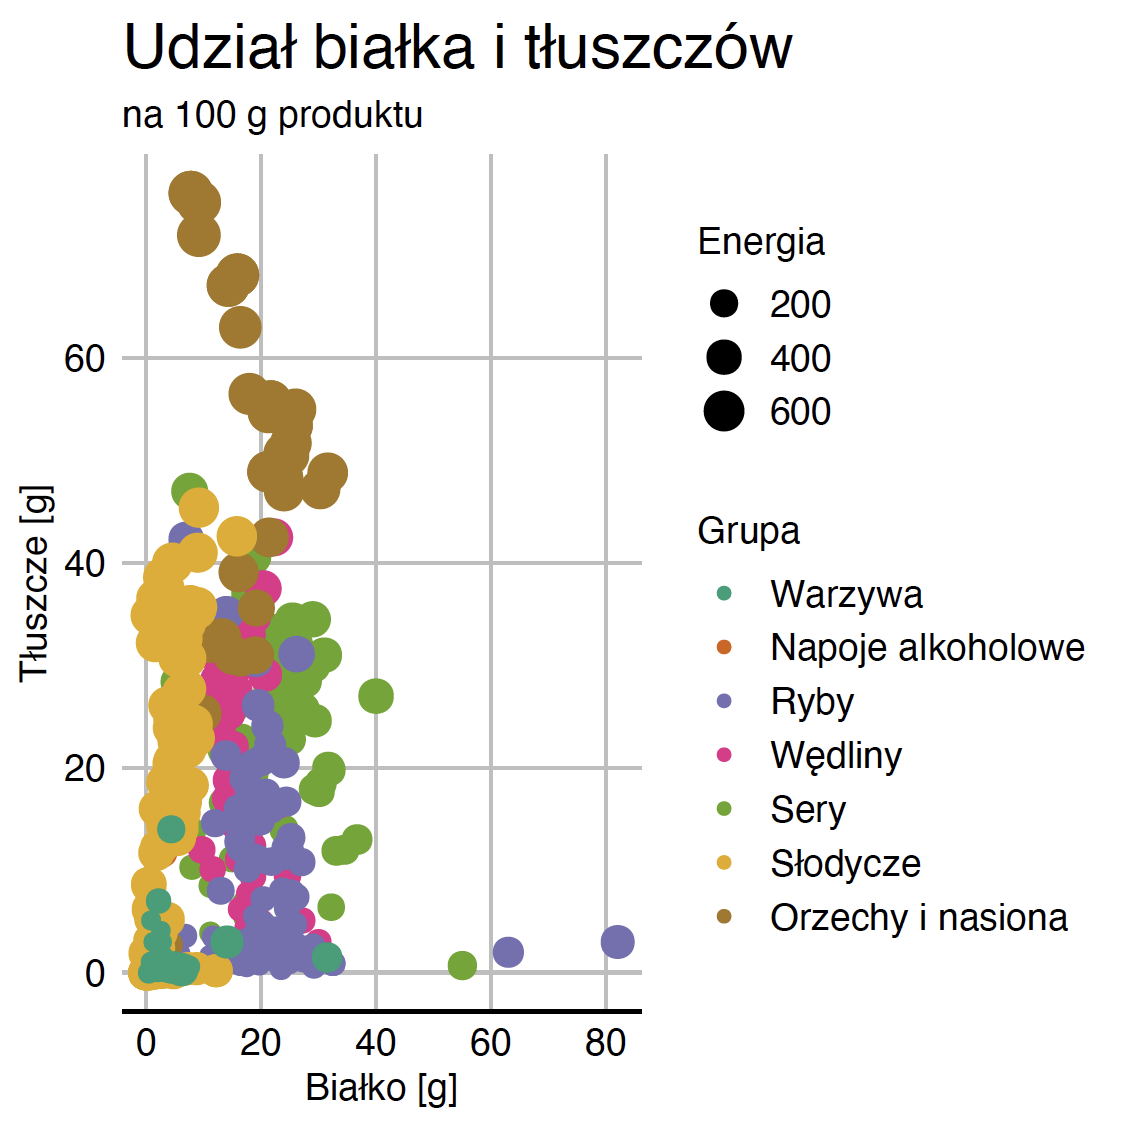 Udział białka i tłuszczów
na 100 g produktu
Tłuszcze [g]
60
40
20
0
0 20 40 60 80
Białko [g]
Energia
200
400
600
Grupa
Warzywa
Napoje alkoholowe
Ryby
Wędliny
Sery
Słodycze
Orzechy i nasiona